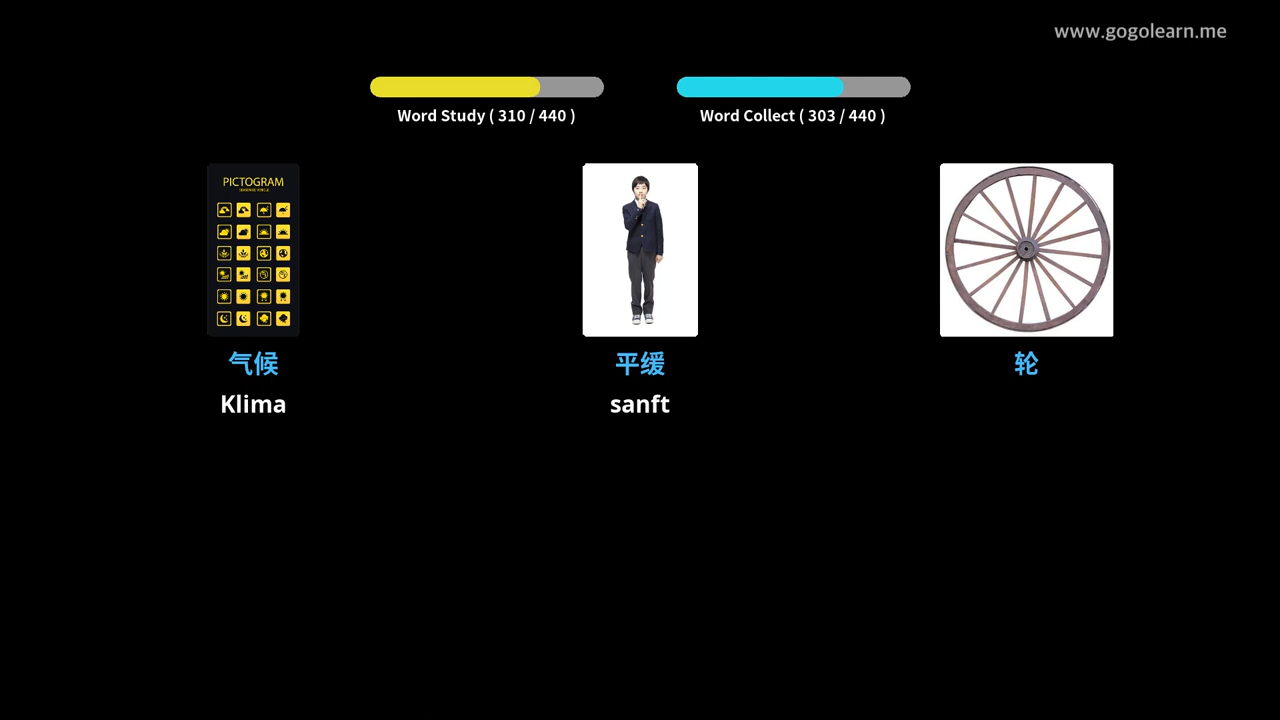 www.gogolearn.me
Word Study ( 310 / 440 )
Word Collect ( 303 / 440 )
PICTOGRAM
气候
平缓
轮
Klima
sanft